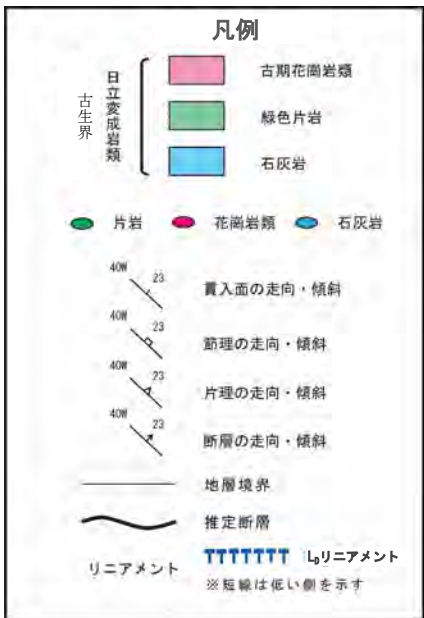 凡例
古生界
日立変成岩類
古期花崗岩類
緑色片岩
石灰岩
片岩 花崗岩類 石灰岩
40W 23 貫入面の走向・傾斜
40W 23 節理の走向・傾斜
40W 23 片理の走向・傾斜
40W 23 断層の走向・傾斜
地層境界
推定断層
リニアメント LDリニアメント
※短線は低い側を示す